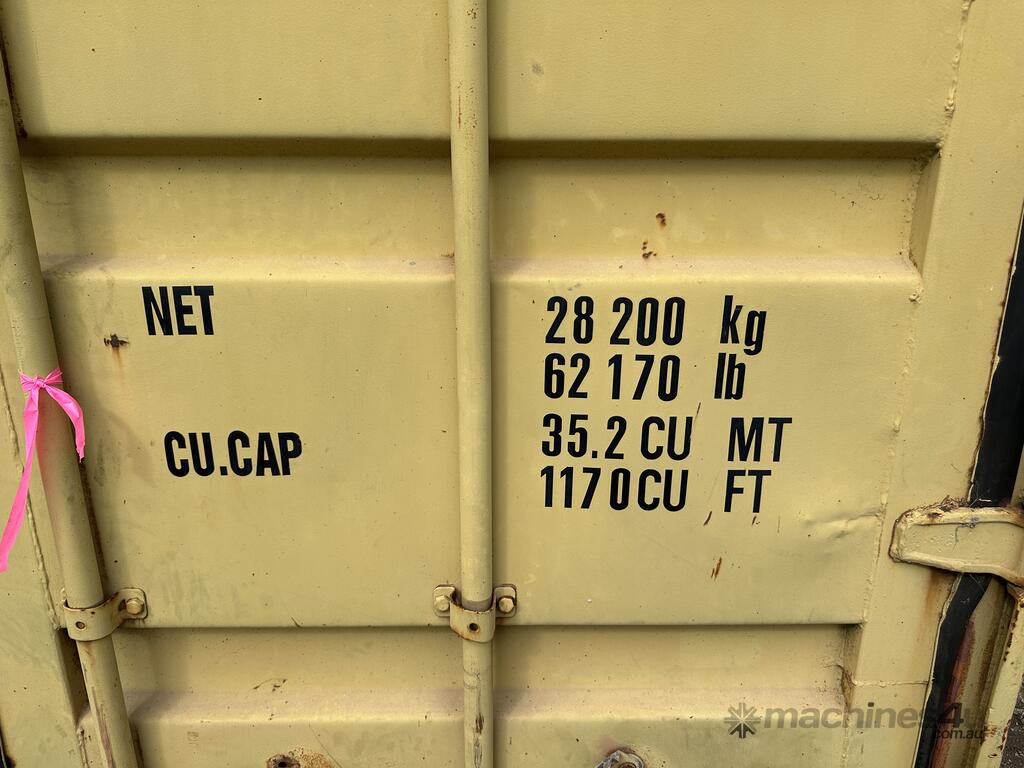 NET 28 200 kg
62 170 lb
CU.CAP 35.2 CU MT
1170 CU FT
machines4u
.com.au